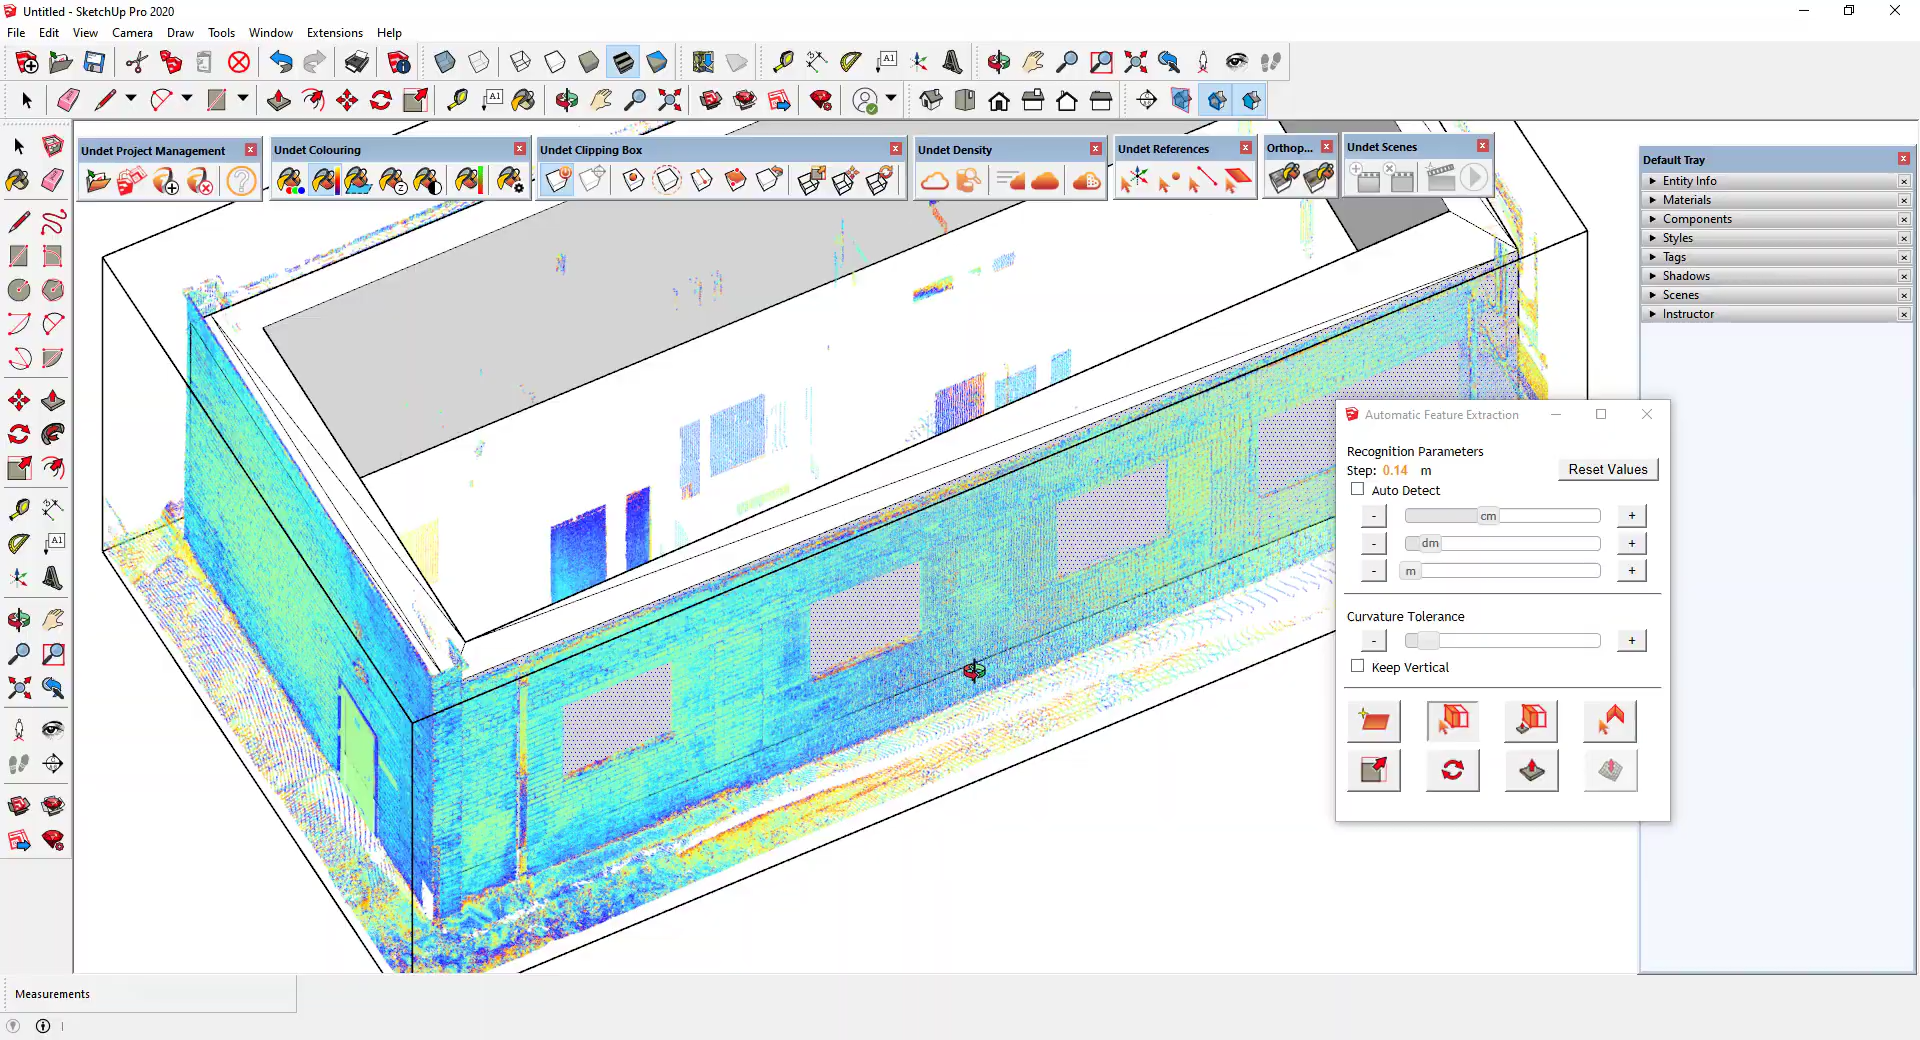 Untitled - SketchUp Pro 2020
File Edit View Camera Draw Tools Window Extensions Help
A1
A1
Undet Project Management
Undet Colouring
Undet Clipping Box
Undet Density
Undet References
Orthop...
Undet Scenes
Default Tray
Entity Info
Materials
Components
Styles
Tags
Shadows
Scenes
Instructor
A1
Automatic Feature Extraction
Recognition Parameters
Step: 0.14 m
Reset Values
Auto Detect
- cm +
- dm +
- m +
Curvature Tolerance
- +
Keep Vertical
Measurements